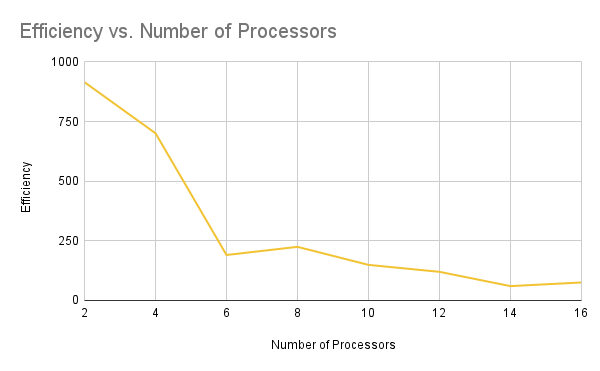 Efficiency vs. Number of Processors
1000
750
500
250
0
Efficiency
2 4 6 8 10 12 14 16
Number of Processors